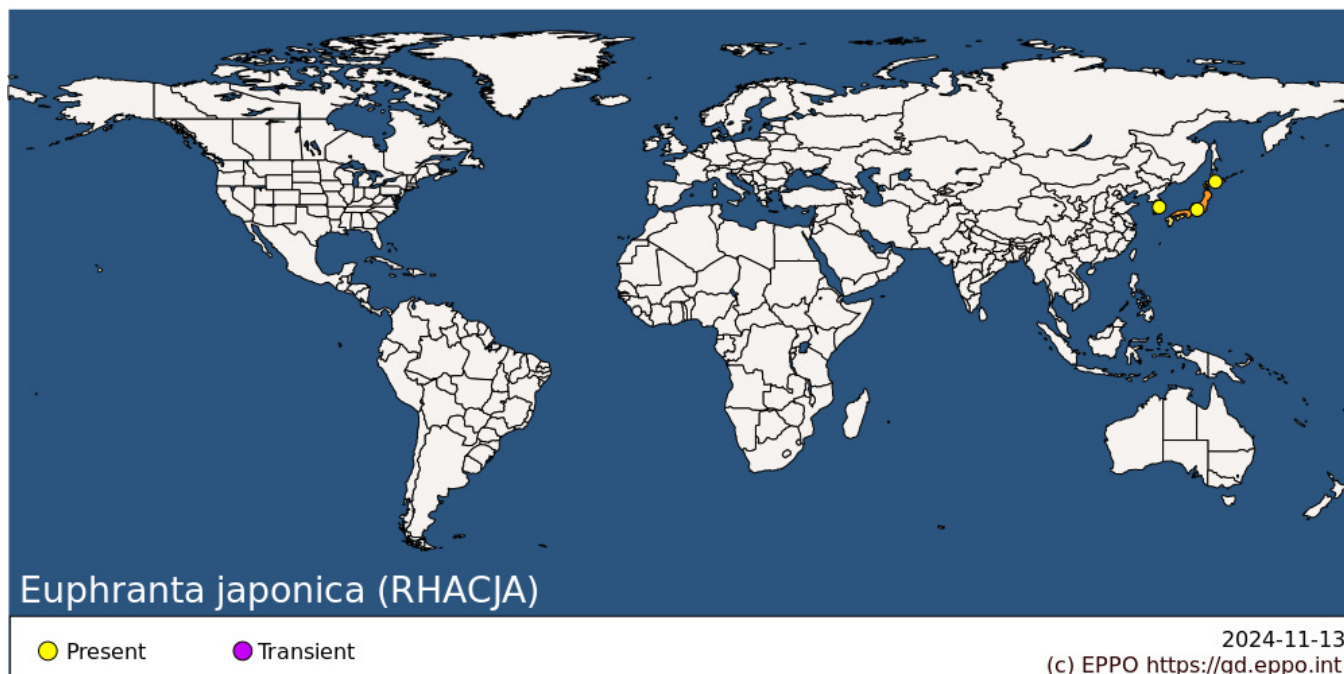 Euphranta japonica (RHACJA)
Present
Transient
2024-11-13
(c) EPPO https://gd.eppo.int